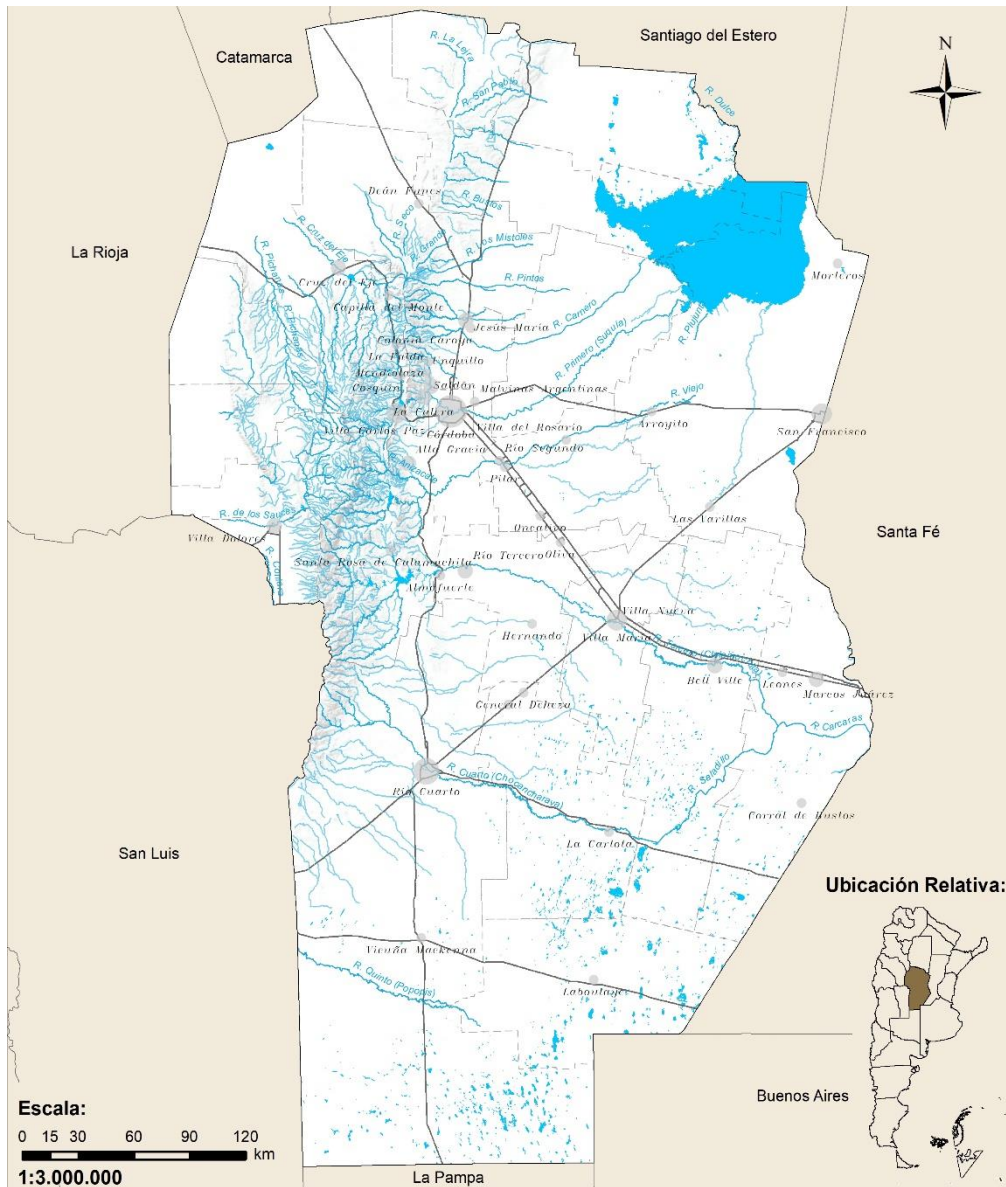 Santiago del Estero
Catamarca
N
R. La Lejra
R. San Pablo
R. Dulce
Deán Funes
R. Bustos
R. Seco
R. Grande
R. Los Mistoles
La Rioja
R. Cruz del Eje
R. Pichanas
Morteros
R. Pintos
Cruz del Eje
R. Pichanas
Capilla del Monte
R. Carnero
Jesús María
R. Primero (Suquía)
Colonia Caroya
La Falda
Unquillo
Mendiolaza
Cosquín
Saldán
Malvinas Argentinas
R. Viejo
La Calera
Villa Carlos Paz
Córdoba
Villa del Rosario
Arroyito
San Francisco
Alta Gracia
Río Segundo
R. Anizacate
Pilar
R. de los Sauces
Las Varillas
Villa Dolores
Oncativo
Santa Fé
Río Tercero
Oliva
Santa Rosa de Calamuchita
Almafuerte
Hernando
Villa Nueva
Villa María
Bell Ville
Leones
Marcos Juárez
General Deheza
R. Carcaras
R. Saladillo
R. Cuarto (Chocancharava)
Río Cuarto
Corral de Bustos
La Carlota
San Luis
Ubicación Relativa:
Vicuña Mackenna
R. Quinto (Popopis)
Laboulaye
Buenos Aires
Escala:
0 15 30 60 90 120
km
1:3.000.000
La Pampa